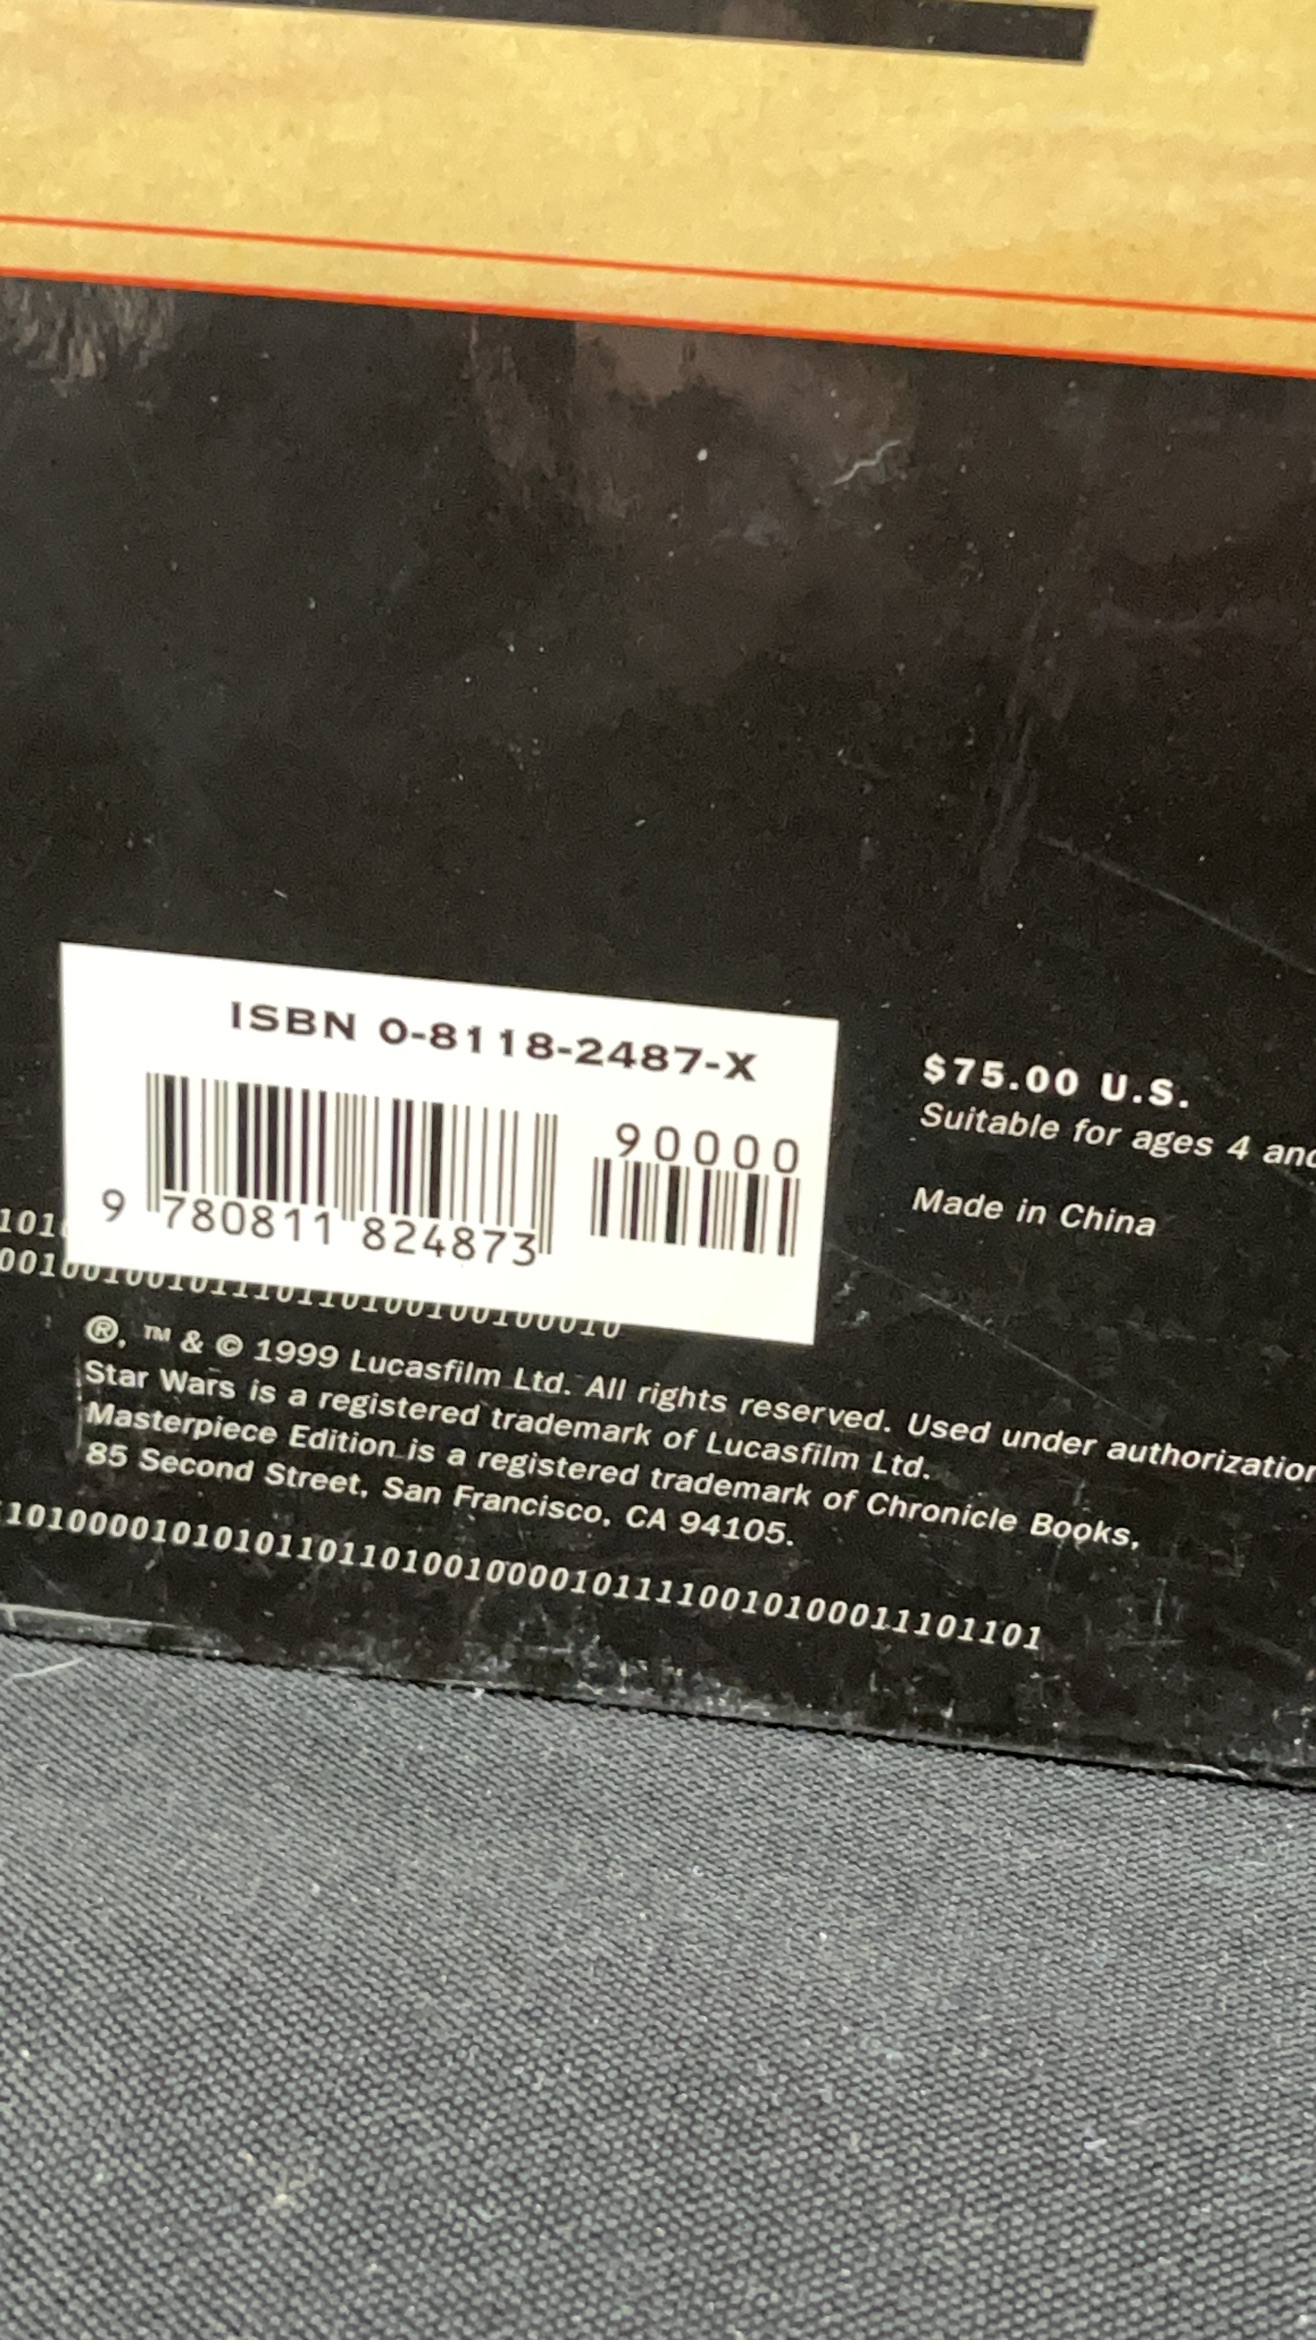 ISBN 0-8118-2487-X
90000
9 780811 824873
$75.00 U.S.
Suitable for ages 4 and
Made in China
®, ™ & © 1999 Lucasfilm Ltd. All rights reserved. Used under authorization
Star Wars is a registered trademark of Lucasfilm Ltd.
Masterpiece Edition is a registered trademark of Chronicle Books,
85 Second Street, San Francisco, CA 94105.